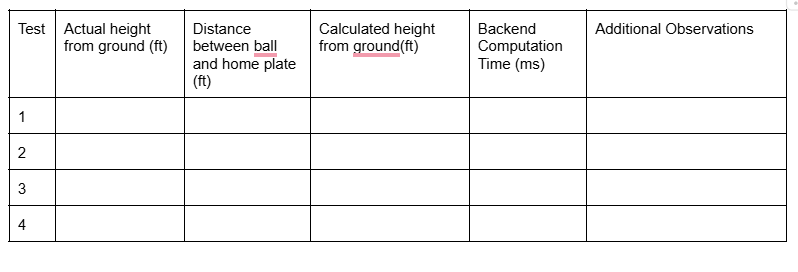 Test
Actual height
from ground (ft)
Distance
between ball
and home plate
(ft)
Calculated height
from ground(ft)
Backend
Computation
Time (ms)
Additional Observations
1
2
3
4